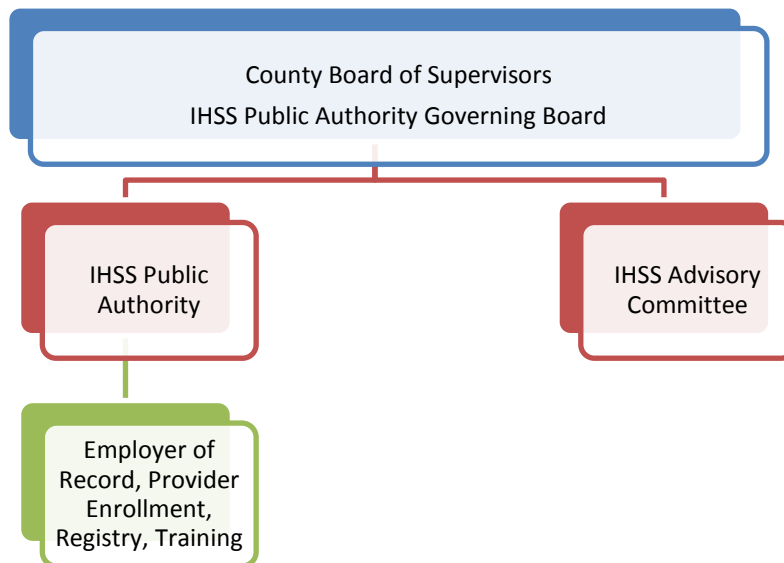 County Board of Supervisors
IHSS Public Authority Governing Board
IHSS Public
Authority
IHSS Advisory
Committee
Employer of
Record, Provider
Enrollment,
Registry, Training